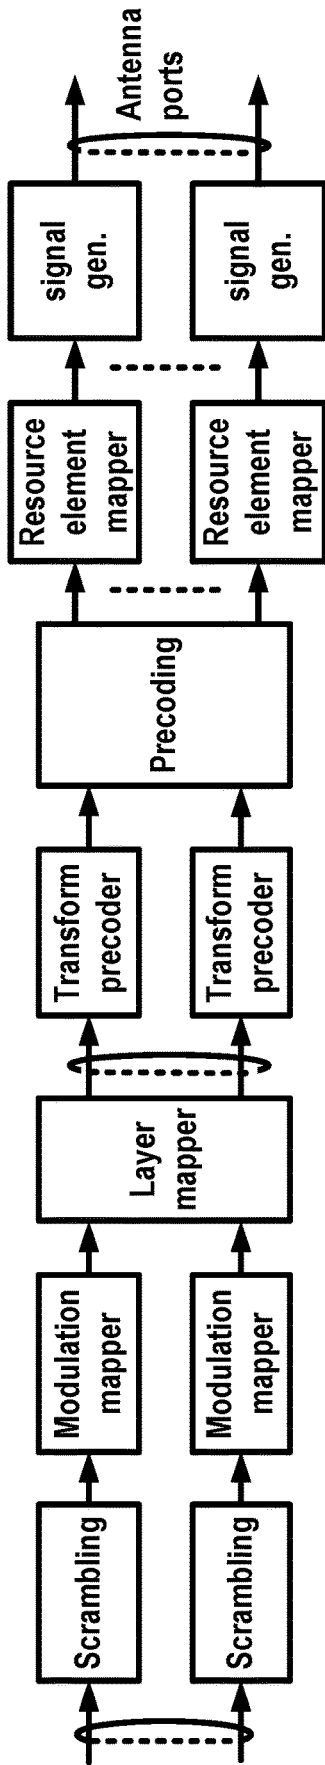 Scrambling
Scrambling
Modulation
mapper
Modulation
mapper
Layer
mapper
Transform
precoder
Transform
precoder
Precoding
Resource
element
mapper
Resource
element
mapper
signal
gen.
signal
gen.
Antenna
ports